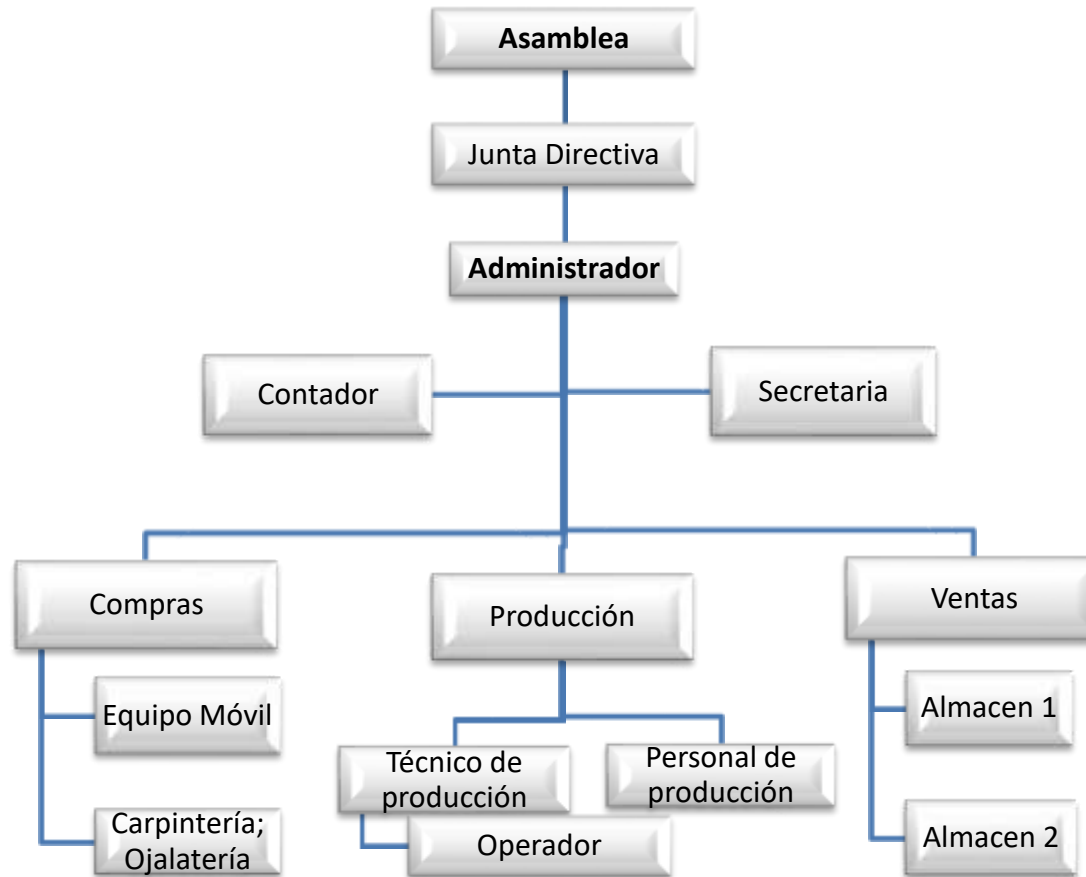 Asamblea
Junta Directiva
Administrador
Contador
Secretaria
Compras
Producción
Ventas
Equipo Móvil
Almacen 1
Técnico de
producción
Personal de
producción
Carpintería;
Ojalatería
Operador
Almacen 2